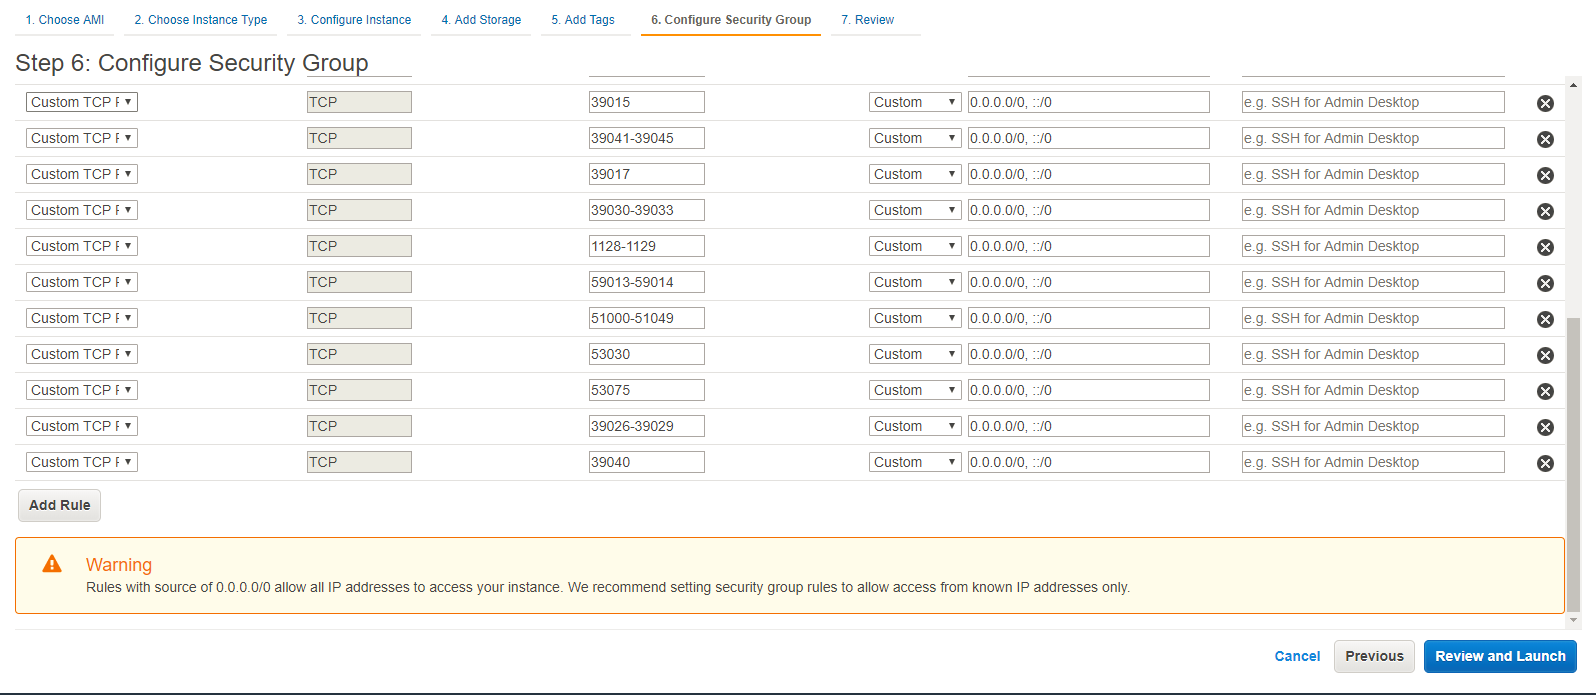 1. Choose AMI 2. Choose Instance Type 3. Configure Instance 4. Add Storage 5. Add Tags 6. Configure Security Group 7. Review
Step 6: Configure Security Group
Custom TCP F TCP 39015 Custom 0.0.0.0/0, ::/0 e.g. SSH for Admin Desktop
Custom TCP F TCP 39041-39045 Custom 0.0.0.0/0, ::/0 e.g. SSH for Admin Desktop
Custom TCP F TCP 39017 Custom 0.0.0.0/0, ::/0 e.g. SSH for Admin Desktop
Custom TCP F TCP 39030-39033 Custom 0.0.0.0/0, ::/0 e.g. SSH for Admin Desktop
Custom TCP F TCP 1128-1129 Custom 0.0.0.0/0, ::/0 e.g. SSH for Admin Desktop
Custom TCP F TCP 59013-59014 Custom 0.0.0.0/0, ::/0 e.g. SSH for Admin Desktop
Custom TCP F TCP 51000-51049 Custom 0.0.0.0/0, ::/0 e.g. SSH for Admin Desktop
Custom TCP F TCP 53030 Custom 0.0.0.0/0, ::/0 e.g. SSH for Admin Desktop
Custom TCP F TCP 53075 Custom 0.0.0.0/0, ::/0 e.g. SSH for Admin Desktop
Custom TCP F TCP 39026-39029 Custom 0.0.0.0/0, ::/0 e.g. SSH for Admin Desktop
Custom TCP F TCP 39040 Custom 0.0.0.0/0, ::/0 e.g. SSH for Admin Desktop
Add Rule
Warning
Rules with source of 0.0.0.0/0 allow all IP addresses to access your instance. We recommend setting security group rules to allow access from known IP addresses only.
Cancel Previous Review and Launch